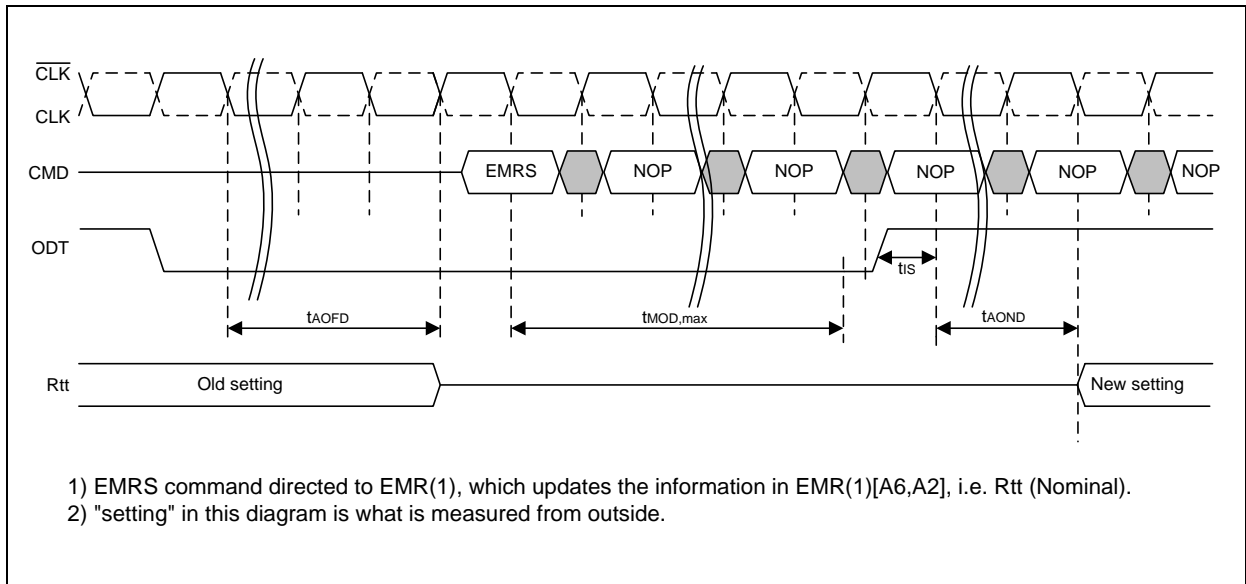 CLK
CLK
CMD EMRS NOP NOP NOP NOP NOP
ODT
tIS
tAOFD tMOD,max tAOND
Rtt Old setting New setting
1) EMRS command directed to EMR(1), which updates the information in EMR(1)[A6,A2], i.e. Rtt (Nominal).
2) "setting" in this diagram is what is measured from outside.